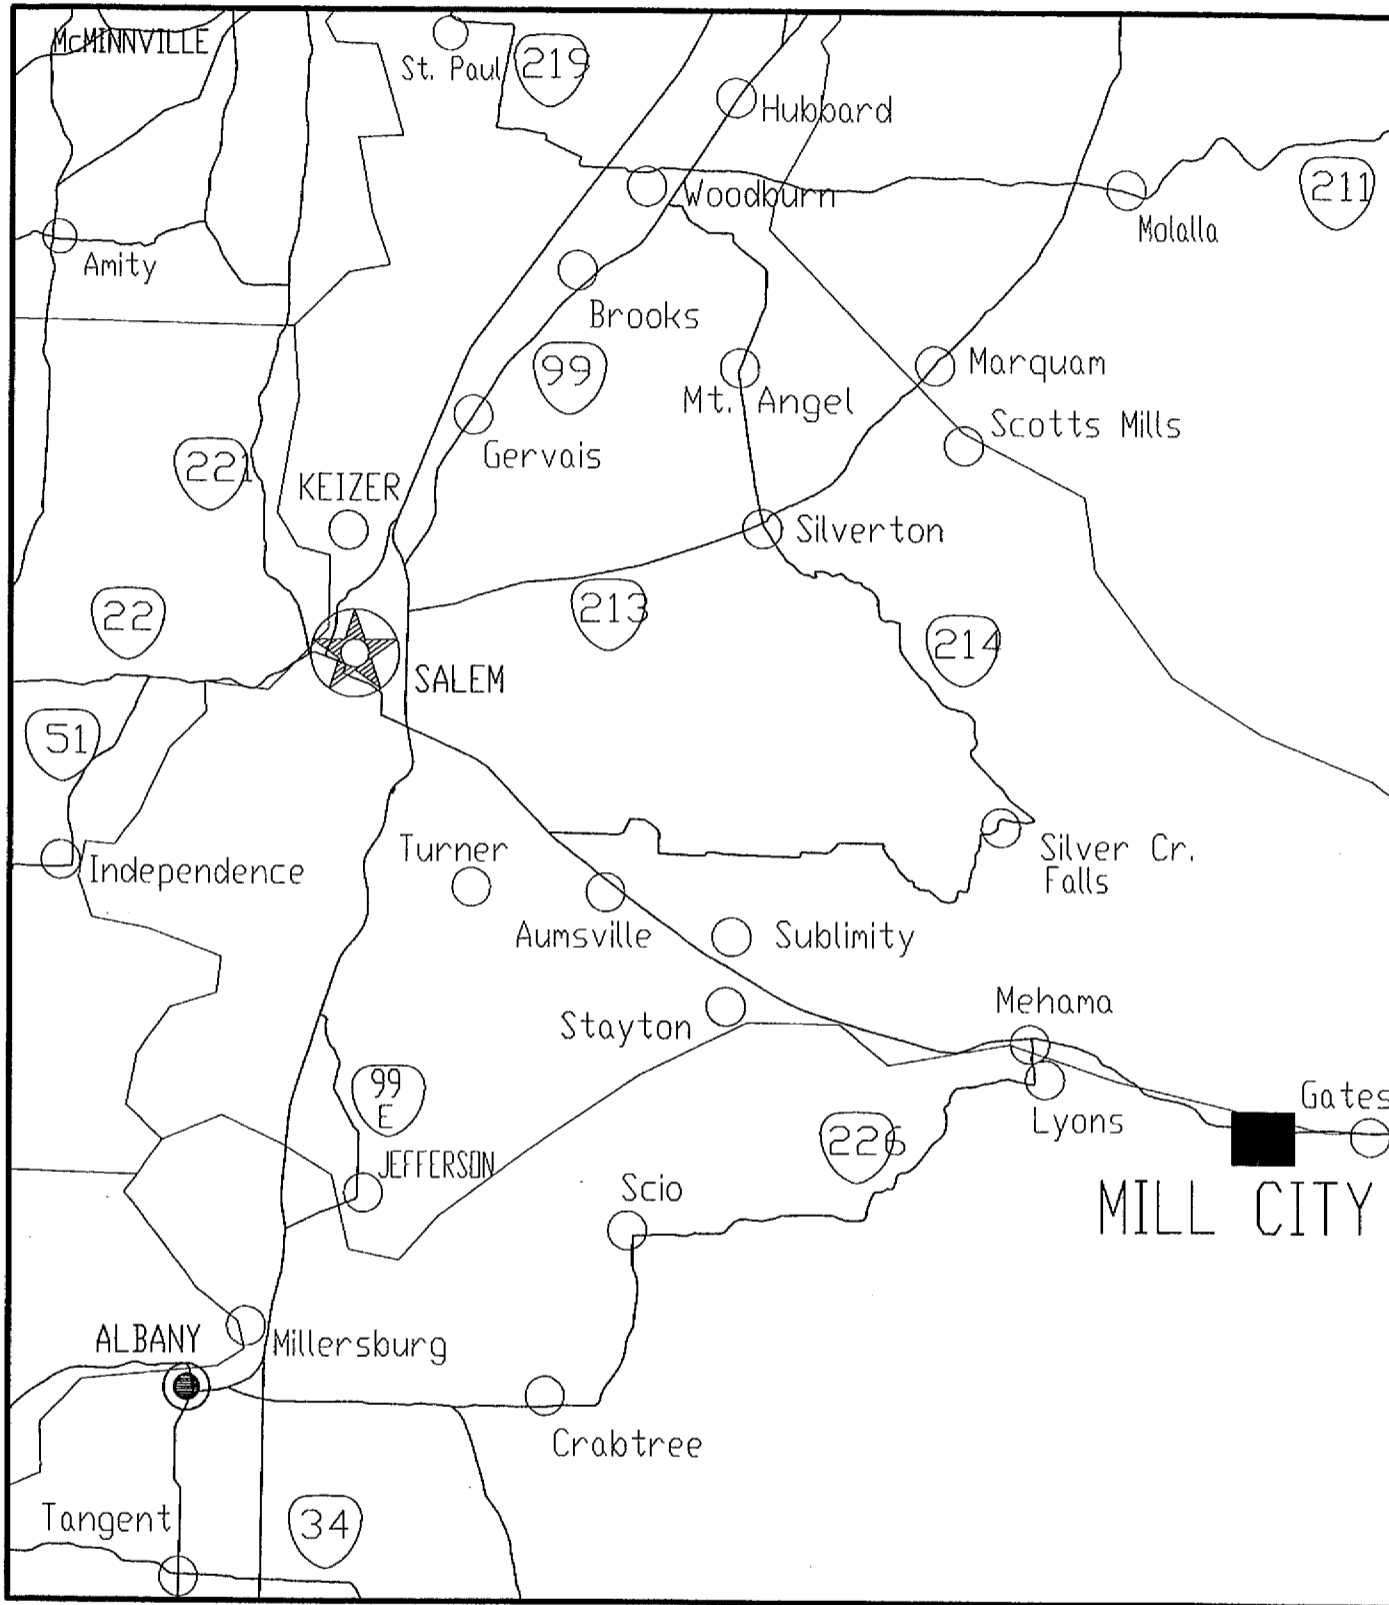 McMINNVILLE
St. Paul
219
Hubbard
Woodburn
211
Molalla
Amity
Brooks
99
Marquam
Mt. Angel
Scotts Mills
Gervais
221
KEIZER
Silverton
22
213
214
SALEM
51
Turner
Silver Cr.
Falls
Independence
Aumsville
Sublimity
Mehama
Stayton
99
E
Gates
Lyons
226
JEFFERSON
Scio
MILL CITY
ALBANY
Millersburg
Crabtree
Tangent
34